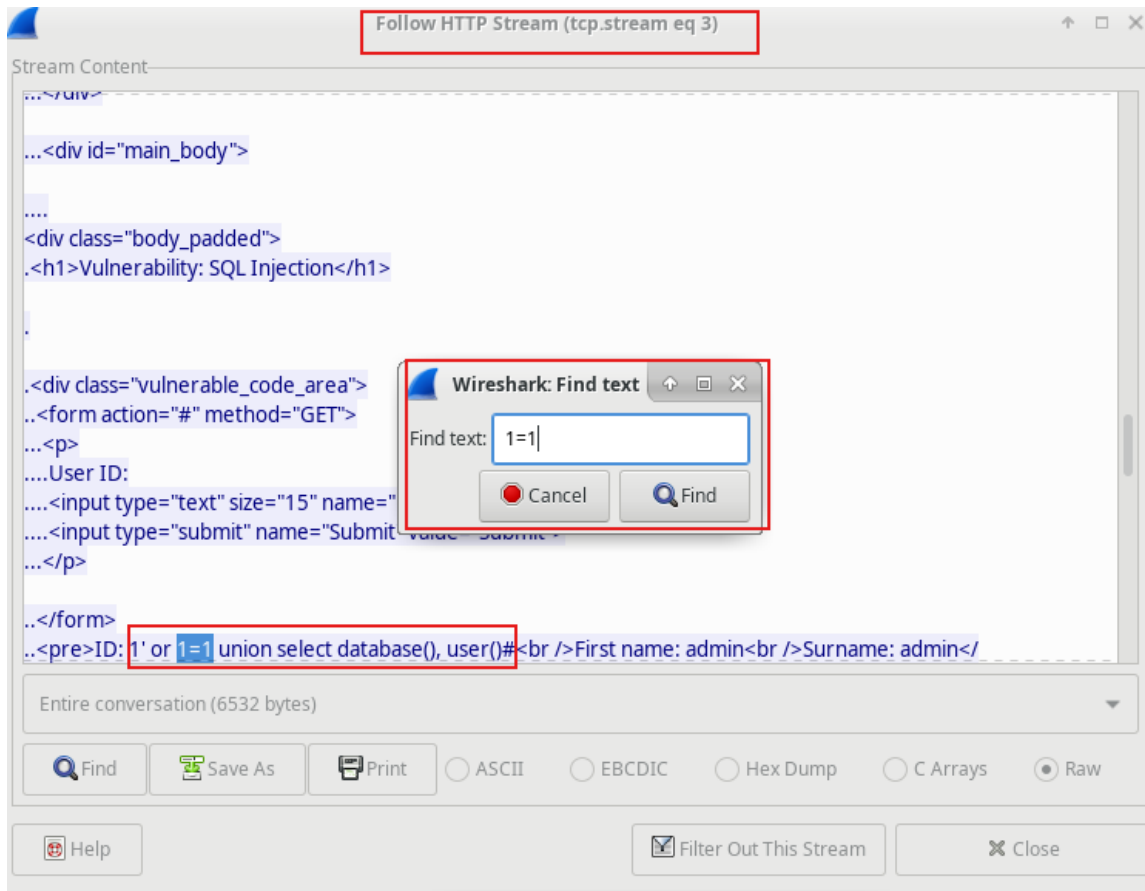 Follow HTTP Stream (tcp.stream eq 3)
Stream Content
...</div>
...<div id="main_body">
....
<div class="body_padded">
.<h1>Vulnerability: SQL Injection</h1>
.
.<div class="vulnerable_code_area">
..<form action="#" method="GET">
...<p>
....User ID:
....<input type="text" size="15" name="
....<input type="submit" name="Submit" value="Submit">
...</p>
..</form>
..<pre>ID: 1' or 1=1 union select database(), user()#<br />First name: admin<br />Surname: admin</
Wireshark: Find text
Find text: 1=1
Cancel Find
Entire conversation (6532 bytes)
Find Save As Print ASCII EBCDIC Hex Dump C Arrays Raw
Help Filter Out This Stream Close